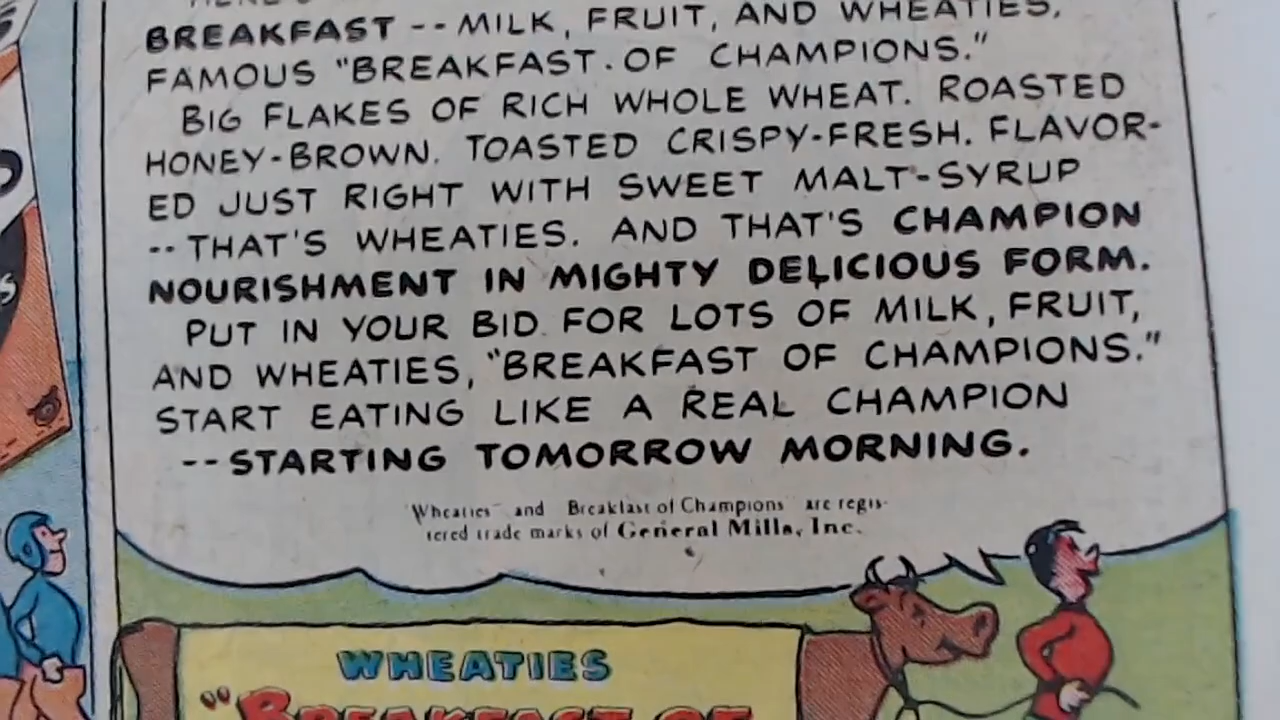 BREAKFAST -- MILK, FRUIT, AND WHEATIES,
FAMOUS "BREAKFAST OF CHAMPIONS."
BIG FLAKES OF RICH WHOLE WHEAT. ROASTED
HONEY-BROWN. TOASTED CRISPY-FRESH. FLAVOR-
ED JUST RIGHT WITH SWEET MALT-SYRUP
-- THAT'S WHEATIES. AND THAT'S CHAMPION
NOURISHMENT IN MIGHTY DELICIOUS FORM.
PUT IN YOUR BID FOR LOTS OF MILK, FRUIT,
AND WHEATIES, "BREAKFAST OF CHAMPIONS."
START EATING LIKE A REAL CHAMPION
-- STARTING TOMORROW MORNING.
"Wheaties" and "Breakfast of Champions" are regis-
tered trade marks of General Mills, Inc.
WHEATIES
"BREAKFAST OF